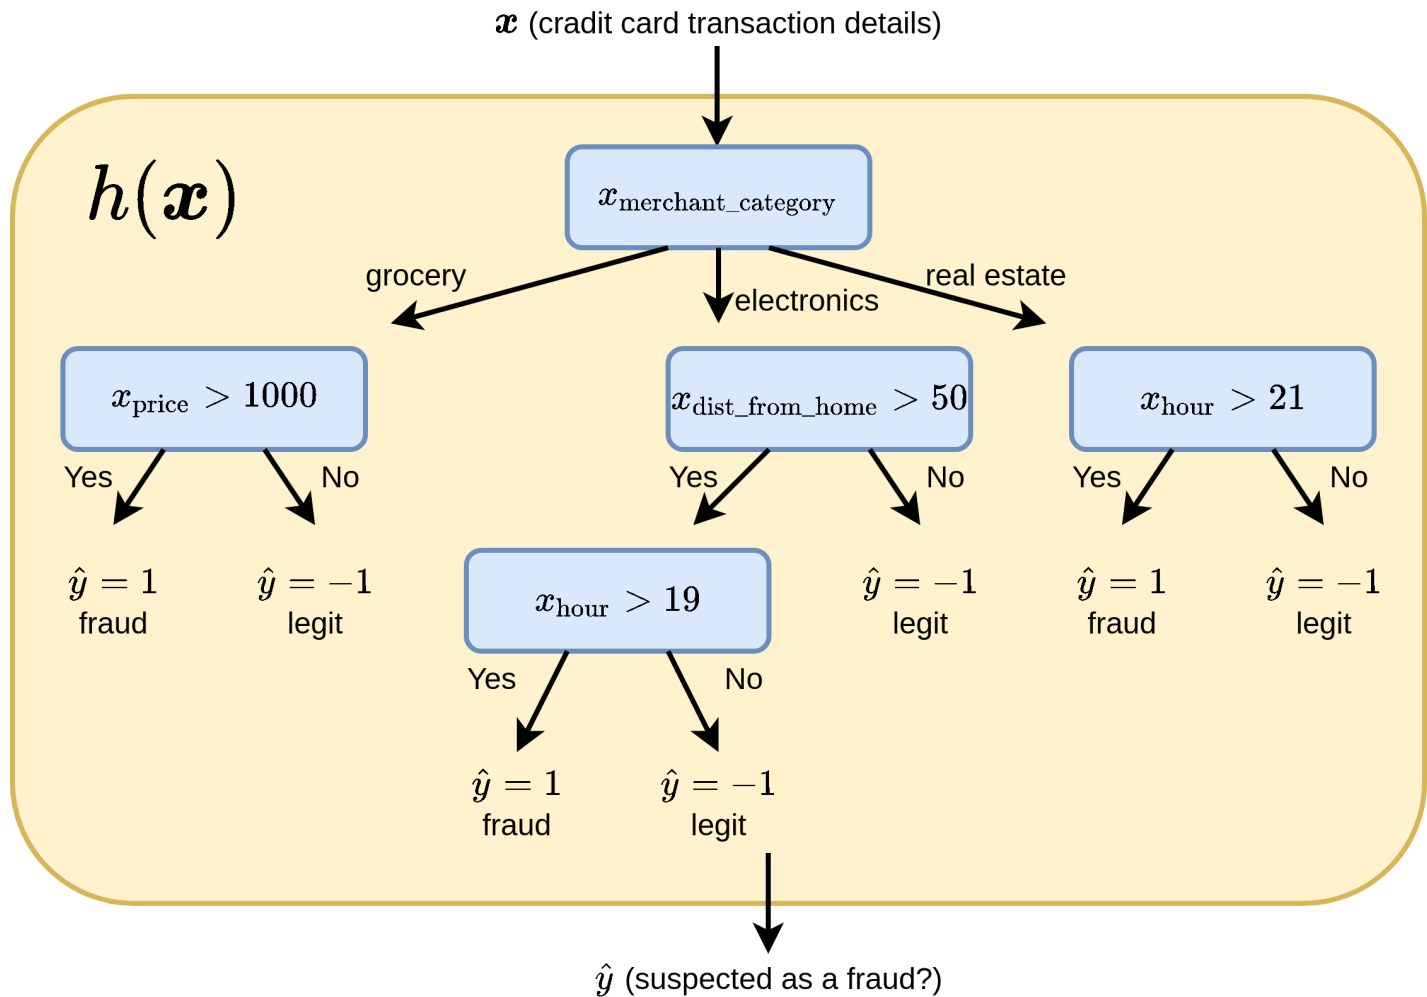 x (cradit card transaction details)
h(x)
x_merchant_category
grocery
electronics
real estate
x_price > 1000
x_dist_from_home > 50
x_hour > 21
Yes
No
Yes
No
Yes
No
ŷ = 1
fraud
ŷ = −1
legit
x_hour > 19
ŷ = −1
legit
ŷ = 1
fraud
ŷ = −1
legit
Yes
No
ŷ = 1
fraud
ŷ = −1
legit
ŷ (suspected as a fraud?)